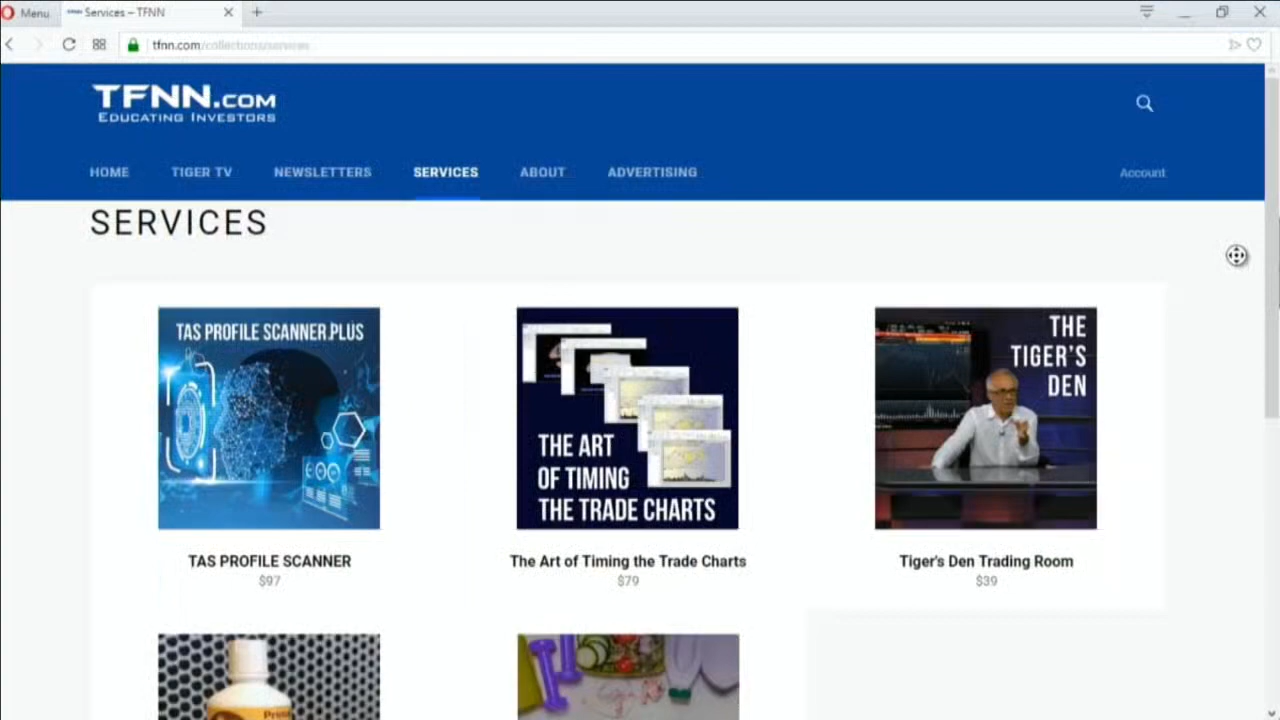 Menu
Services – TFNN
tfnn.com/collections/services
TFNN.COM
EDUCATING INVESTORS
HOME
TIGER TV
NEWSLETTERS
SERVICES
ABOUT
ADVERTISING
Account
SERVICES
TAS PROFILE SCANNER PLUS
THE ART
OF TIMING
THE TRADE CHARTS
THE
TIGER'S
DEN
TAS PROFILE SCANNER
$97
The Art of Timing the Trade Charts
$79
Tiger's Den Trading Room
$39